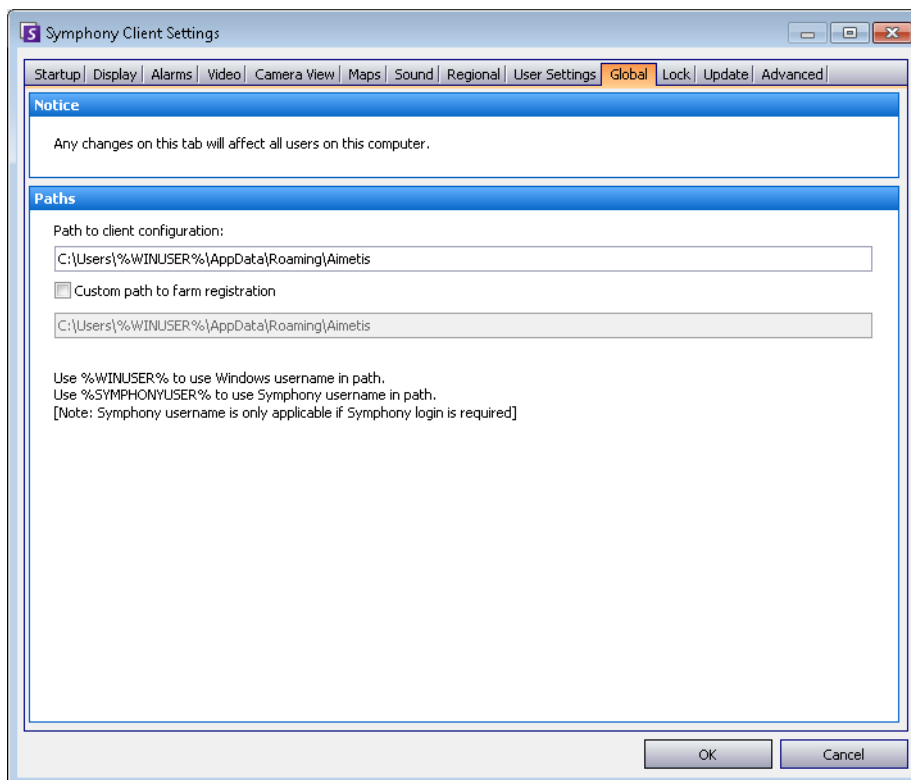 Symphony Client Settings
Startup Display Alarms Video Camera View Maps Sound Regional User Settings Global Lock Update Advanced
Notice
Any changes on this tab will affect all users on this computer.
Paths
Path to client configuration:
C:\Users\%WINUSER%\AppData\Roaming\Aimetis
Custom path to farm registration
C:\Users\%WINUSER%\AppData\Roaming\Aimetis
Use %WINUSER% to use Windows username in path.
Use %SYMPHONYUSER% to use Symphony username in path.
[Note: Symphony username is only applicable if Symphony login is required]
OK Cancel